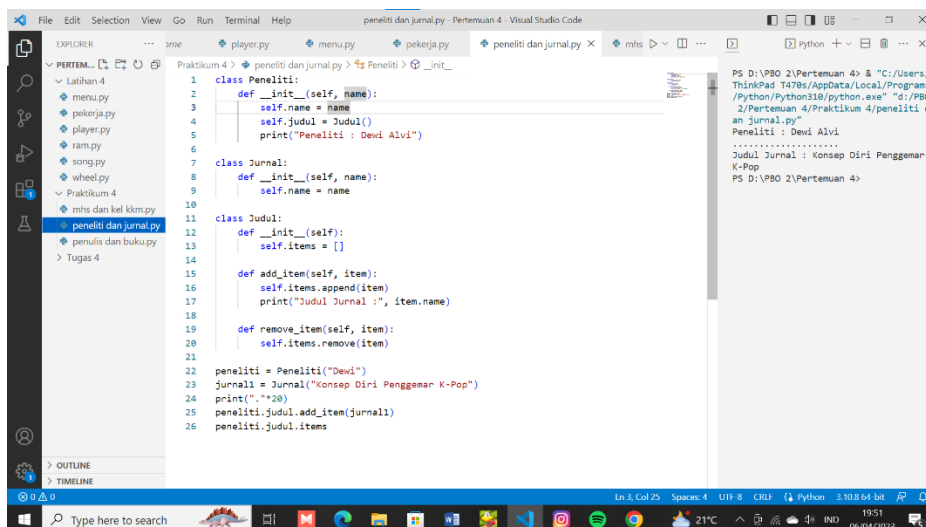 File Edit Selection View Go Run Terminal Help peneliti dan jurnal.py - Pertemuan 4 - Visual Studio Code
EXPLORER ··· ome player.py menu.py pekerja.py peneliti dan jurnal.py mhs ··· Python
PERTEM...
Latihan 4
menu.py
pekerja.py
player.py
ram.py
song.py
wheel.py
Praktikum 4
mhs dan kel kkm.py
peneliti dan jurnal.py
penulis dan buku.py
Tugas 4
OUTLINE
TIMELINE
Praktikum 4 > peneliti dan jurnal.py > Peneliti > __init__
1 class Peneliti:
2 def __init__(self, name):
3 self.name = name
4 self.judul = Judul()
5 print("Peneliti : Dewi Alvi")
6
7 class Jurnal:
8 def __init__(self, name):
9 self.name = name
10
11 class Judul:
12 def __init__(self):
13 self.items = []
14
15 def add_item(self, item):
16 self.items.append(item)
17 print("Judul Jurnal :", item.name)
18
19 def remove_item(self, item):
20 self.items.remove(item)
21
22 peneliti = Peneliti("Dewi")
23 jurnal1 = Jurnal("Konsep Diri Penggemar K-Pop")
24 print("."*20)
25 peneliti.judul.add_item(jurnal1)
26 peneliti.judul.items
PS D:\PBO 2\Pertemuan 4> & "C:/Users/
ThinkPad T470s/AppData/Local/Program
/Python/Python310/python.exe" "d:/PB
2/Pertemuan 4/Praktikum 4/peneliti
an jurnal.py"
Peneliti : Dewi Alvi
....................
Judul Jurnal : Konsep Diri Penggemar
K-Pop
PS D:\PBO 2\Pertemuan 4>
0 0 Ln 3, Col 25 Spaces: 4 UTF-8 CRLF Python 3.10.8 64-bit
Type here to search 21°C IND 19:51
06/04/2023